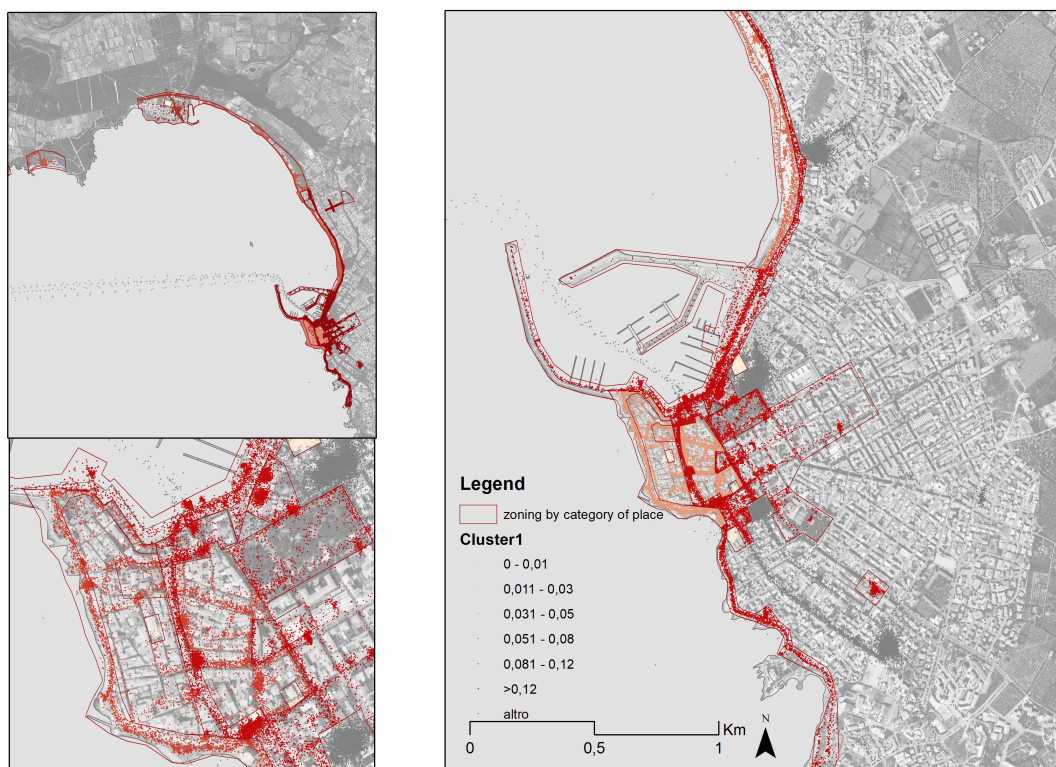 Legend
zoning by category of place
Cluster1
0 - 0,01
0,011 - 0,03
0,031 - 0,05
0,051 - 0,08
0,081 - 0,12
>0,12
altro
Km
N
0 0,5 1